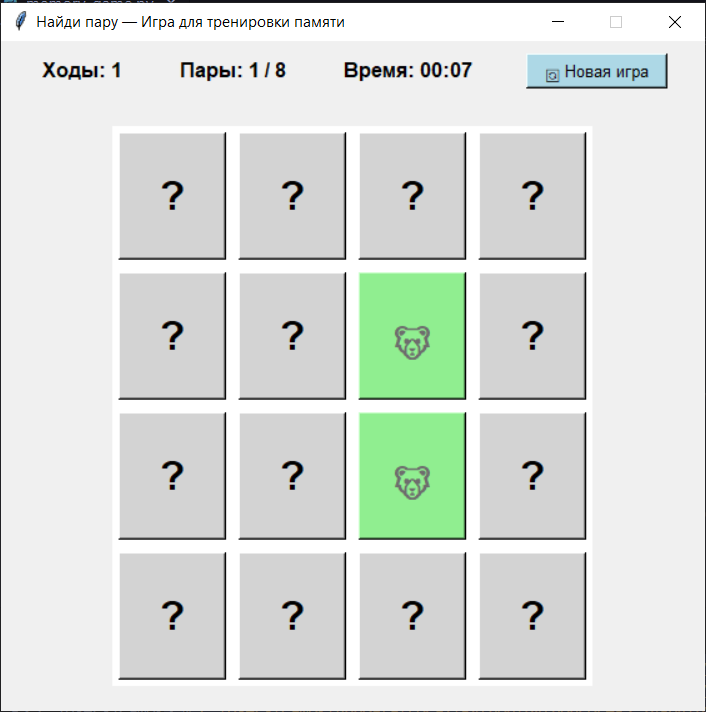 Найди пару — Игра для тренировки памяти
Ходы: 1 Пары: 1 / 8 Время: 00:07 Новая игра
? ? ? ?
? ? ?
? ? ?
? ? ? ?